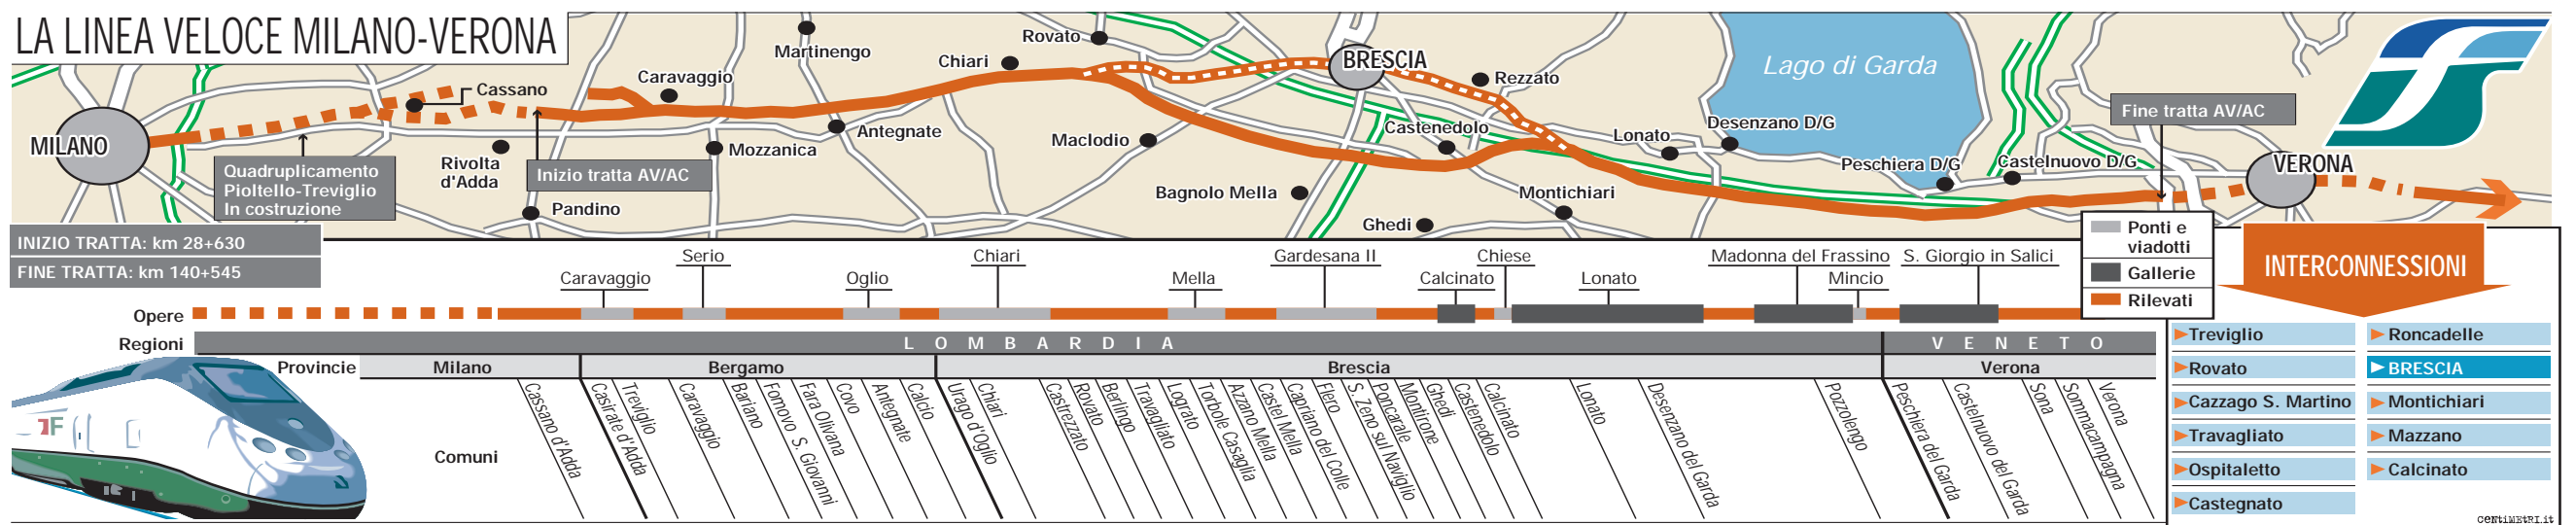 LA LINEA VELOCE MILANO-VERONA
MILANO
Cassano
Quadruplicamento
Pioltello-Treviglio
In costruzione
Rivolta
d'Adda
Inizio tratta AV/AC
Pandino
Caravaggio
Mozzanica
Martinengo
Antegnate
Chiari
Rovato
Maclodio
Bagnolo Mella
BRESCIA
Rezzato
Castenedolo
Ghedi
Montichiari
Lonato
Desenzano D/G
Lago di Garda
Peschiera D/G
Castelnuovo D/G
Fine tratta AV/AC
VERONA
INIZIO TRATTA: km 28+630
FINE TRATTA: km 140+545
Ponti e
viadotti
Gallerie
Rilevati
Caravaggio
Serio
Oglio
Chiari
Mella
Gardesana II
Calcinato
Chiese
Lonato
Madonna del Frassino
Mincio
S. Giorgio in Salici
Opere
Regioni
LOMBARDIA
VENETO
Provincie
Milano
Bergamo
Brescia
Verona
Comuni
Cassano d'Adda
Casirate d'Adda
Treviglio
Caravaggio
Bariano
Fornovo S. Giovanni
Fara Olivana
Covo
Antegnate
Calcio
Urago d'Oglio
Chiari
Castrezzato
Rovato
Berlingo
Travagliato
Lograto
Torbole Casaglia
Azzano Mella
Castel Mella
Capriano del Colle
Flero
S. Zeno sul Naviglio
Poncarale
Montirone
Ghedi
Castenedolo
Calcinato
Lonato
Desenzano del Garda
Pozzolengo
Peschiera del Garda
Castelnuovo del Garda
Sona
Sommacampagna
Verona
INTERCONNESSIONI
Treviglio
Rovato
Cazzago S. Martino
Travagliato
Ospitaletto
Castegnato
Roncadelle
BRESCIA
Montichiari
Mazzano
Calcinato
CENTIMETRI.it